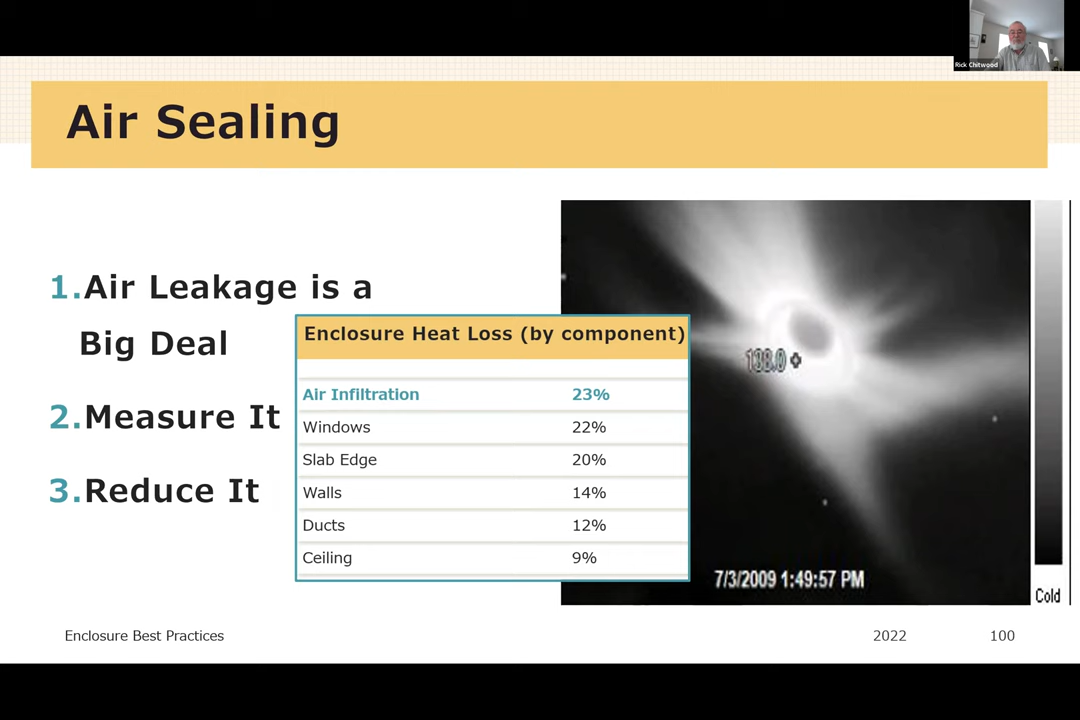 Rick Chitwood
Air Sealing
1.Air Leakage is a
Big Deal
2.Measure It
3.Reduce It
Enclosure Heat Loss (by component)
Air Infiltration 23%
Windows 22%
Slab Edge 20%
Walls 14%
Ducts 12%
Ceiling 9%
138.0
7/3/2009 1:49:57 PM
Cold
Enclosure Best Practices 2022 100